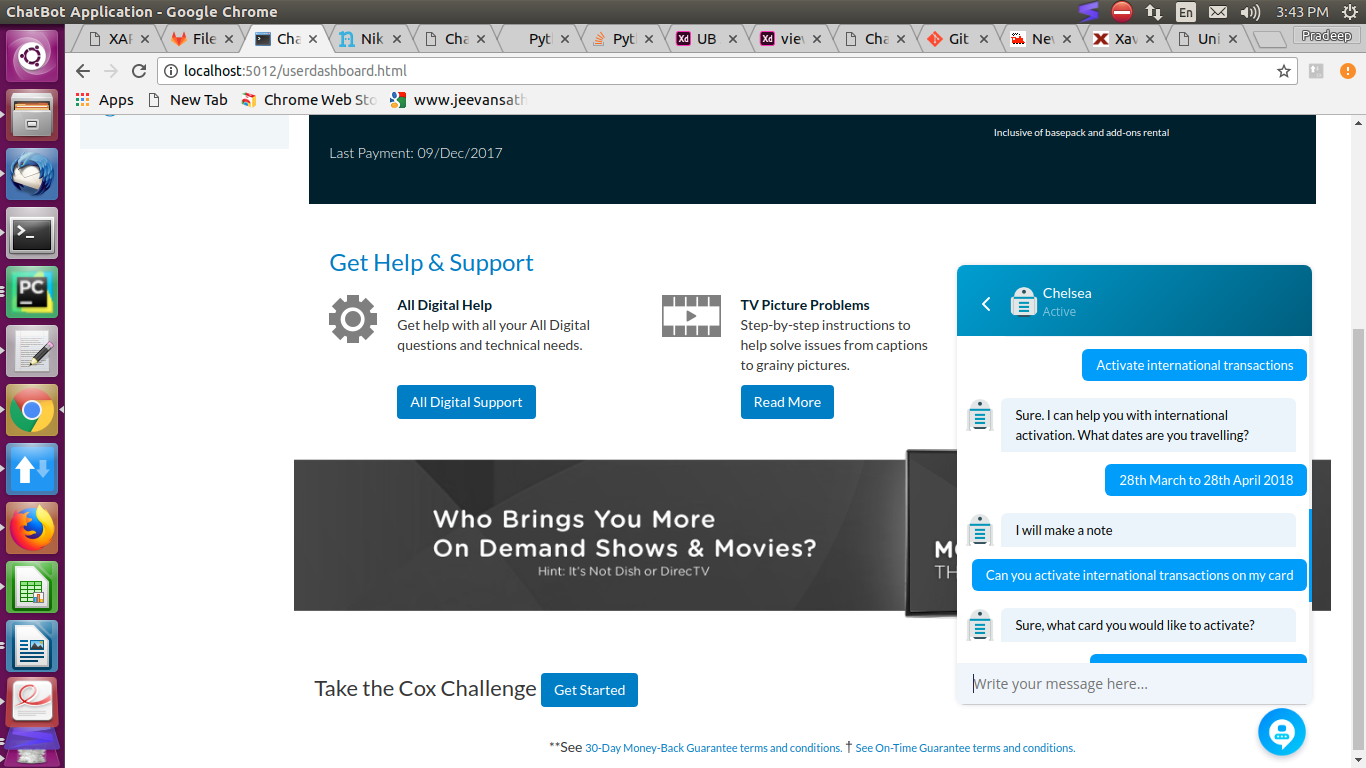 ChatBot Application - Google Chrome
En
3:43 PM
XAF
File
Cha
Nik
Cha
Pytl
Pytl
UB
viev
Cha
Git
Nev
Xav
Uni
Pradeep
localhost:5012/userdashboard.html
Apps
New Tab
Chrome Web Sto
www.jeevansath
Inclusive of basepack and add-ons rental
Last Payment: 09/Dec/2017
Get Help & Support
All Digital Help
Get help with all your All Digital
questions and technical needs.
All Digital Support
TV Picture Problems
Step-by-step instructions to
help solve issues from captions
to grainy pictures.
Read More
Who Brings You More
On Demand Shows & Movies?
Hint: It's Not Dish or DirecTV
MO
TH
Take the Cox Challenge
Get Started
**See 30-Day Money-Back Guarantee terms and conditions. † See On-Time Guarantee terms and conditions.
Chelsea
Active
Activate international transactions
Sure. I can help you with international
activation. What dates are you travelling?
28th March to 28th April 2018
I will make a note
Can you activate international transactions on my card
Sure, what card you would like to activate?
Write your message here...
PC